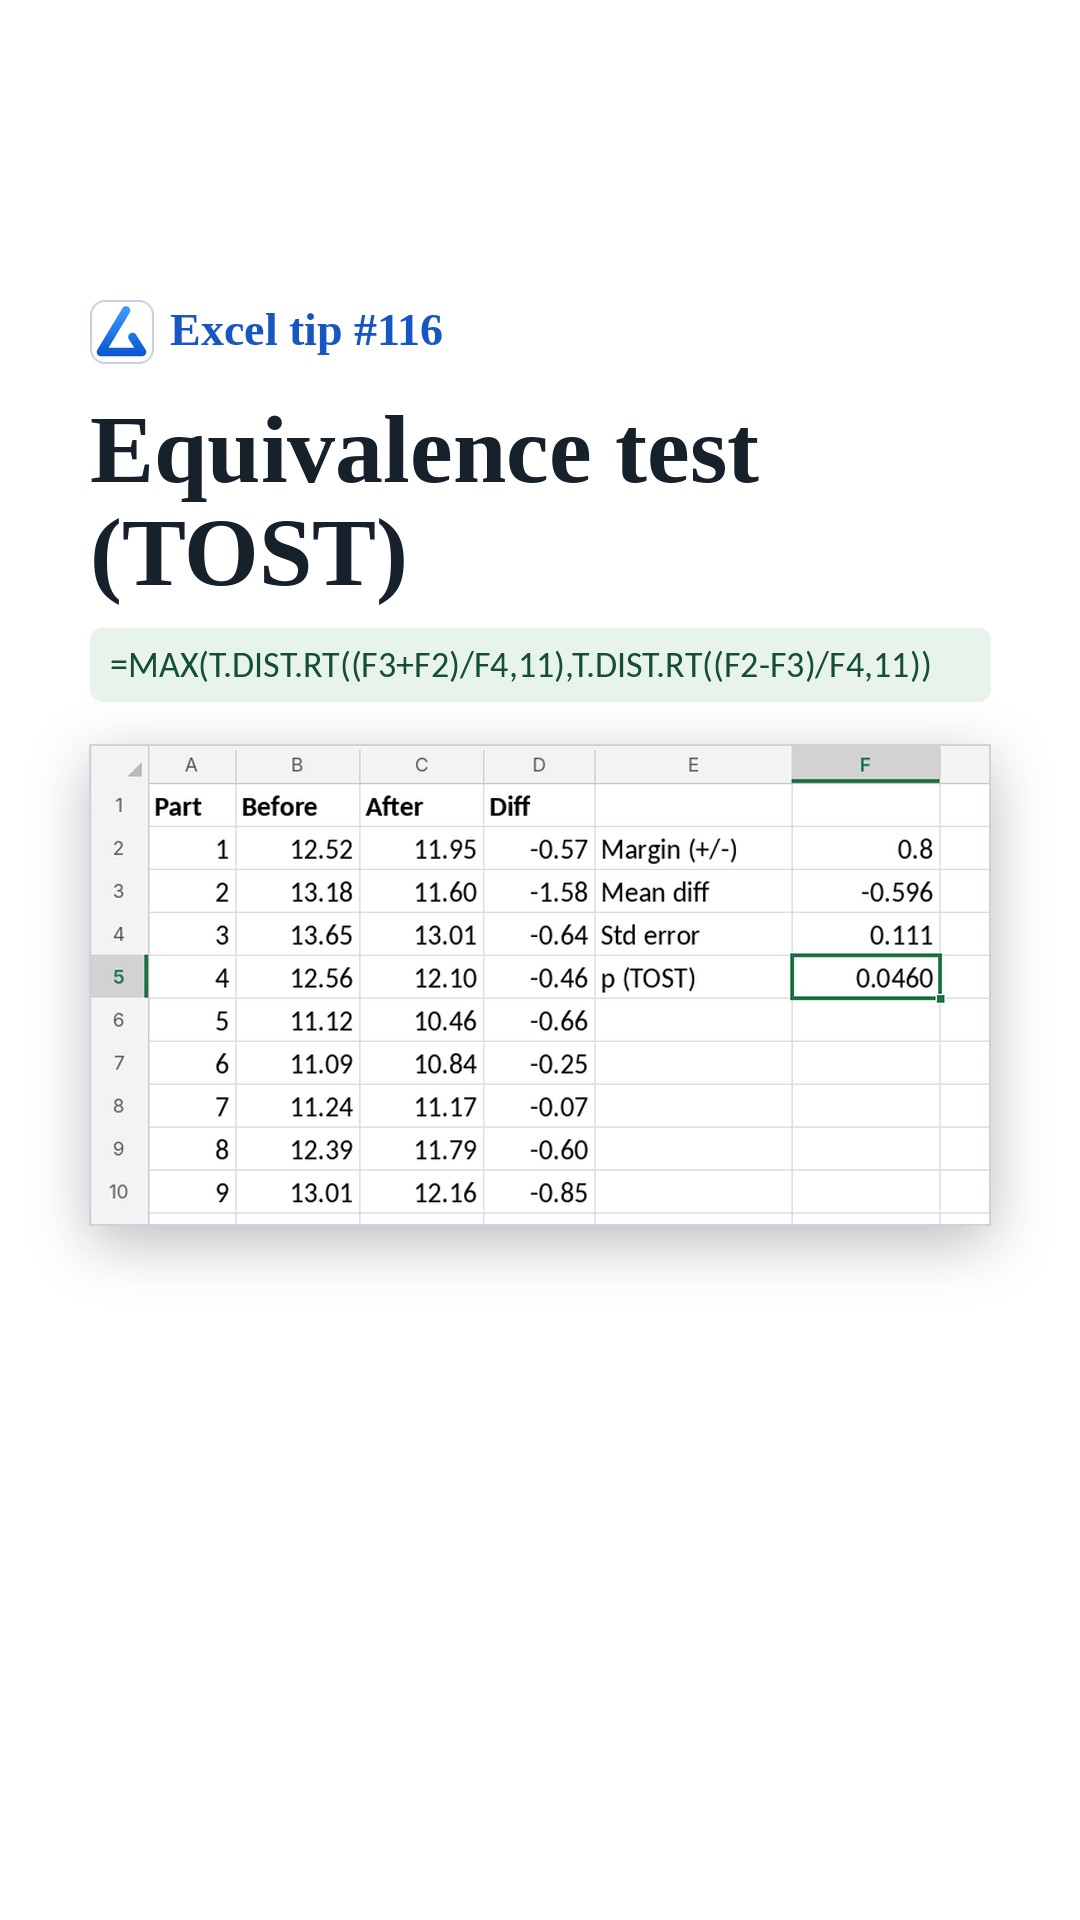 Excel tip #116
Equivalence test
(TOST)
=MAX(T.DIST.RT((F3+F2)/F4,11),T.DIST.RT((F2-F3)/F4,11))
A B C D E F
1 Part Before After Diff
2 1 12.52 11.95 -0.57 Margin (+/-) 0.8
3 2 13.18 11.60 -1.58 Mean diff -0.596
4 3 13.65 13.01 -0.64 Std error 0.111
5 4 12.56 12.10 -0.46 p (TOST) 0.0460
6 5 11.12 10.46 -0.66
7 6 11.09 10.84 -0.25
8 7 11.24 11.17 -0.07
9 8 12.39 11.79 -0.60
10 9 13.01 12.16 -0.85